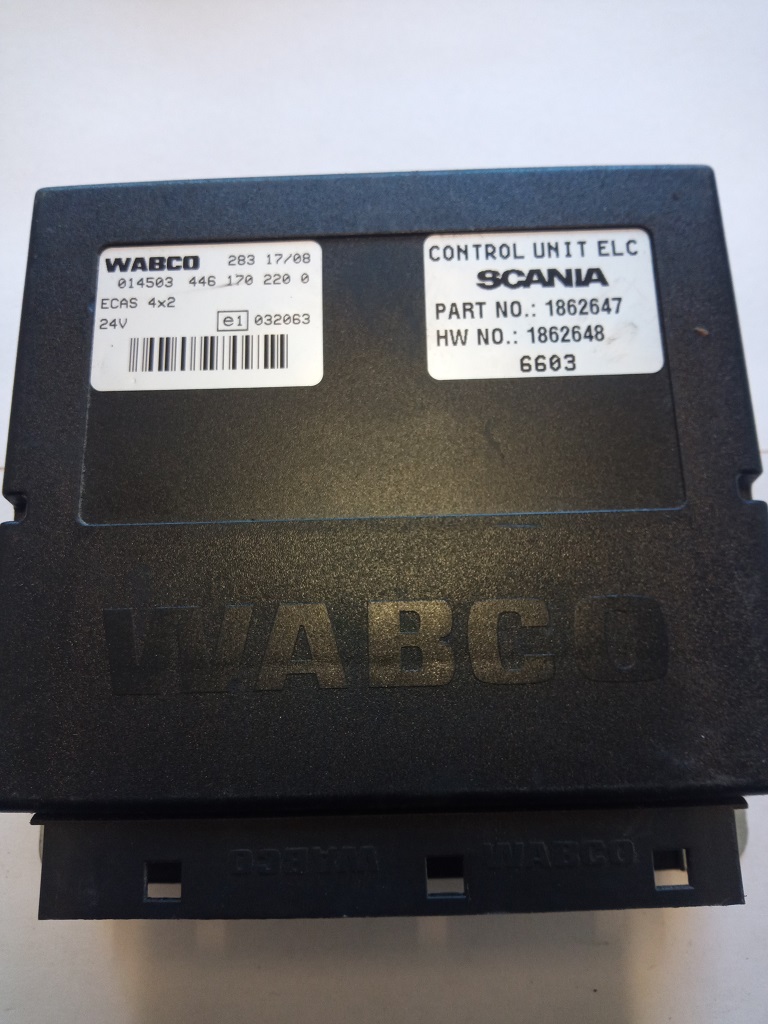 WABCO 283 17/08
014503 446 170 220 0
ECAS 4x2
24V e1 032063
CONTROL UNIT ELC
SCANIA
PART NO.: 1862647
HW NO.: 1862648
6603
WABCO
WABCO WABCO